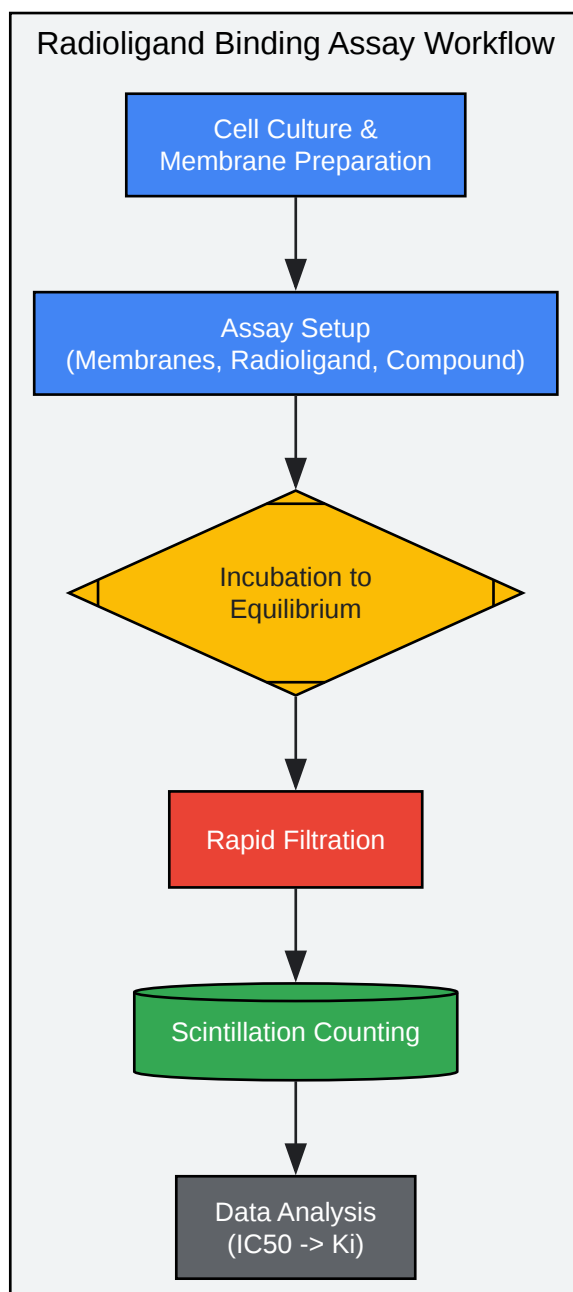 Radioligand Binding Assay Workflow
Cell Culture &
Membrane Preparation
Assay Setup
(Membranes, Radioligand, Compound)
Incubation to
Equilibrium
Rapid Filtration
Scintillation Counting
Data Analysis
(IC50 -> Ki)